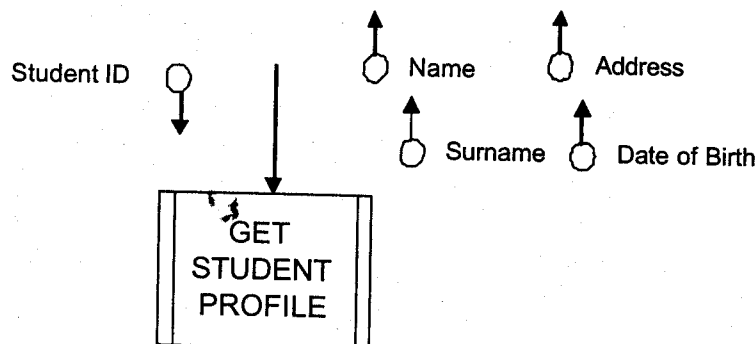 Student ID
Name
Address
Surname
Date of Birth
GET
STUDENT
PROFILE